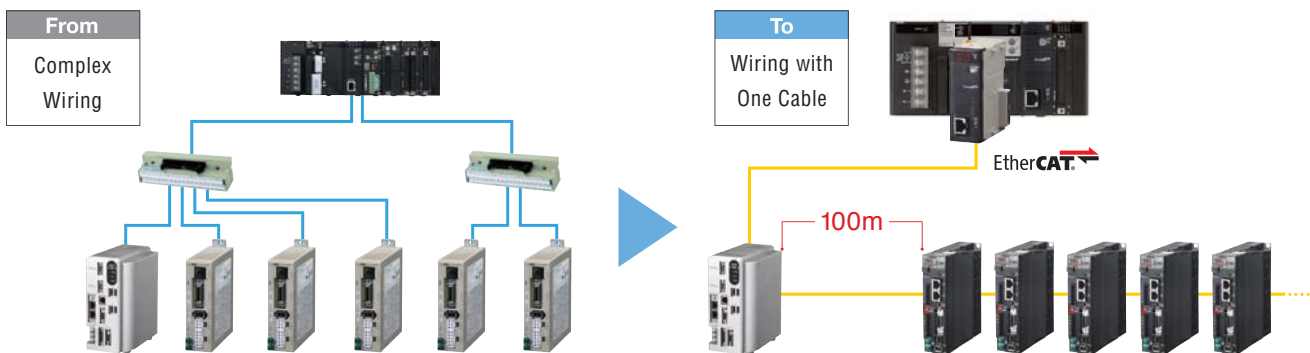 From
Complex
Wiring
To
Wiring with
One Cable
EtherCAT®
100m